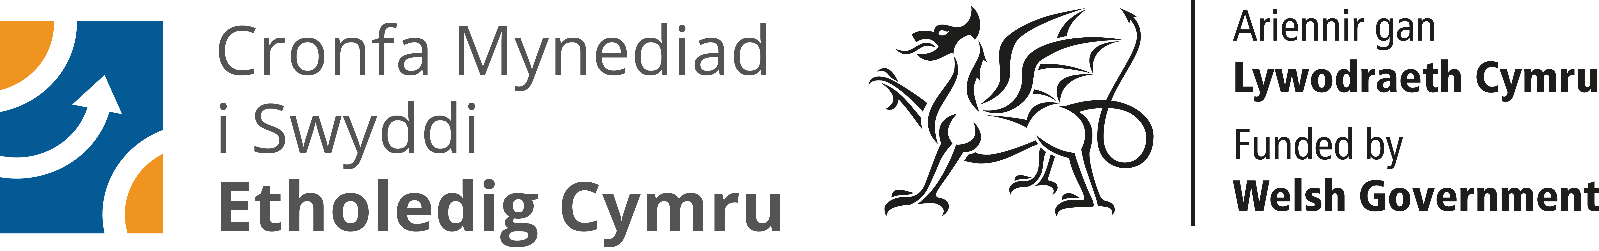 Cronfa Mynediad
i Swyddi
Etholedig Cymru
Ariennir gan
Lywodraeth Cymru
Funded by
Welsh Government